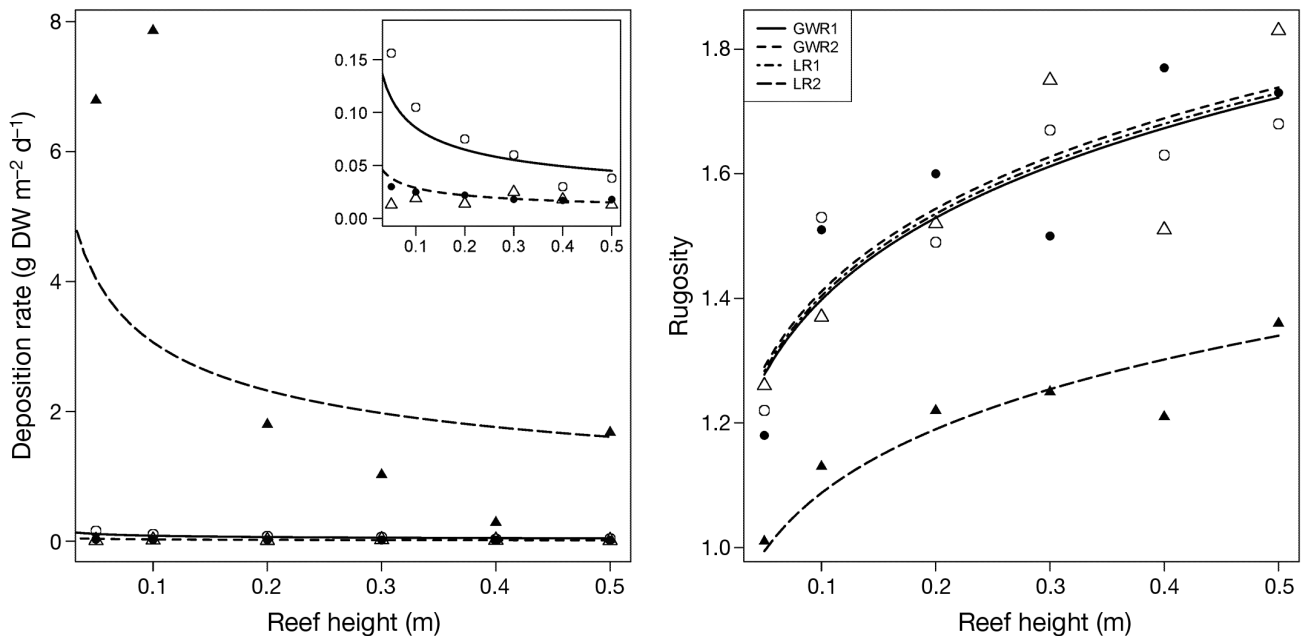 8
6
4
2
0
Deposition rate (g DW m⁻² d⁻¹)
0.1 0.2 0.3 0.4 0.5
Reef height (m)
0.15
0.10
0.05
0.00
0.1 0.2 0.3 0.4 0.5
GWR1
GWR2
LR1
LR2
1.8
1.6
1.4
1.2
1.0
Rugosity
0.1 0.2 0.3 0.4 0.5
Reef height (m)